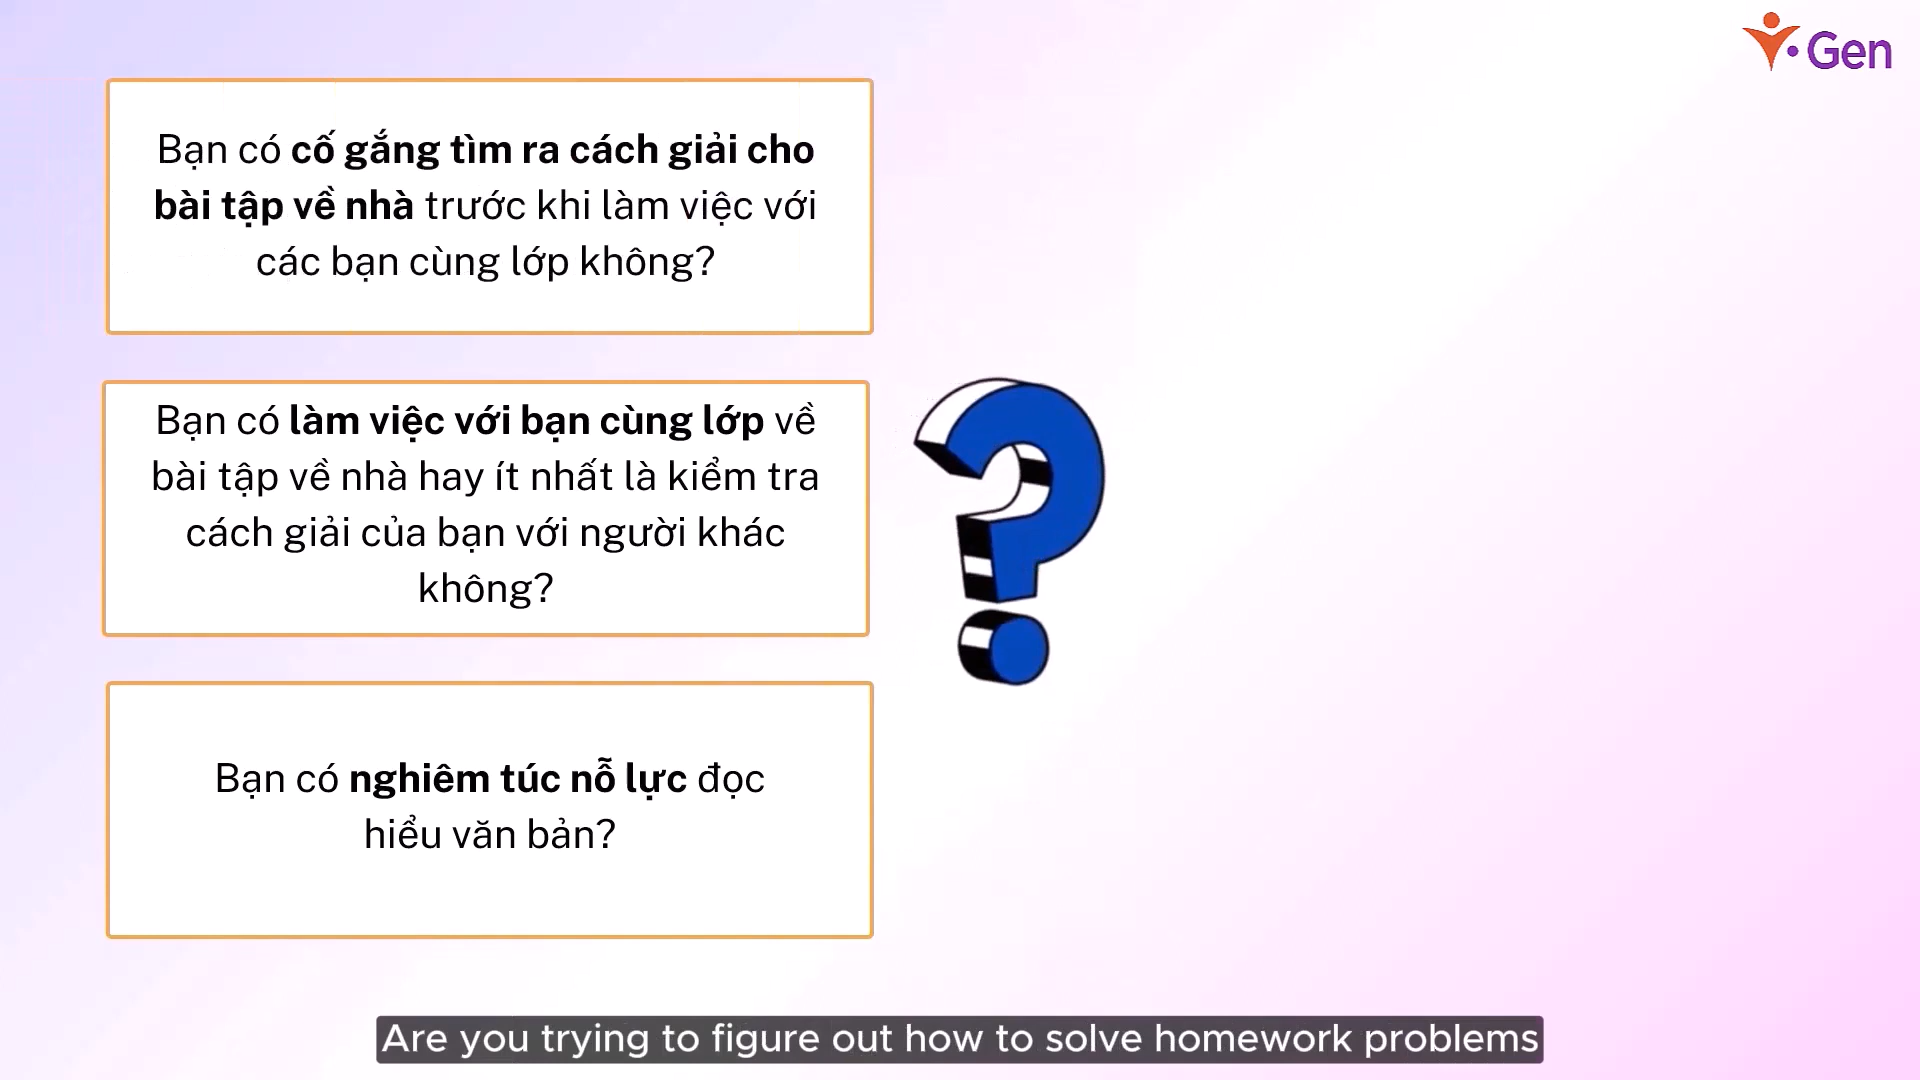 Gen
Bạn có cố gắng tìm ra cách giải cho
bài tập về nhà trước khi làm việc với
các bạn cùng lớp không?
Bạn có làm việc với bạn cùng lớp về
bài tập về nhà hay ít nhất là kiểm tra
cách giải của bạn với người khác
không?
Bạn có nghiêm túc nỗ lực đọc
hiểu văn bản?
Are you trying to figure out how to solve homework problems